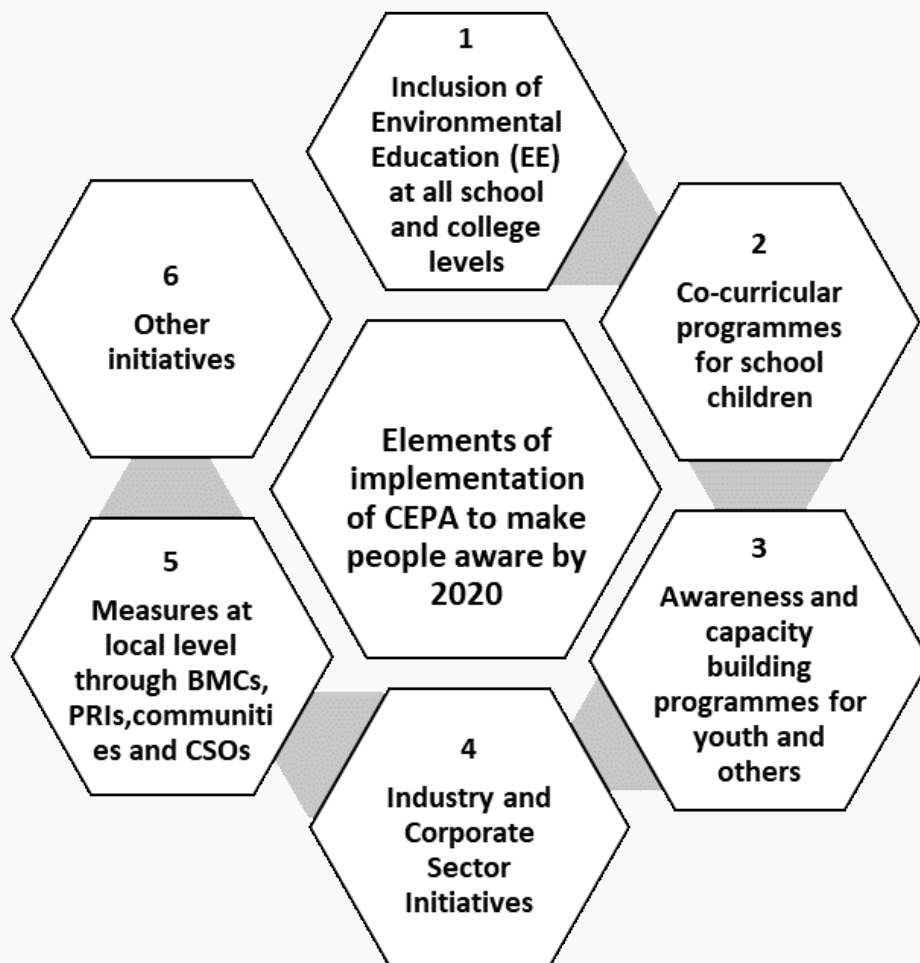 1
Inclusion of
Environmental
Education (EE)
at all school
and college
levels
2
Co-curricular
programmes
for school
children
3
Awareness and
capacity
building
programmes for
youth and
others
4
Industry and
Corporate
Sector
Initiatives
5
Measures at
local level
through BMCs,
PRIs,communiti
es and CSOs
6
Other
initiatives
Elements of
implementation
of CEPA to make
people aware by
2020